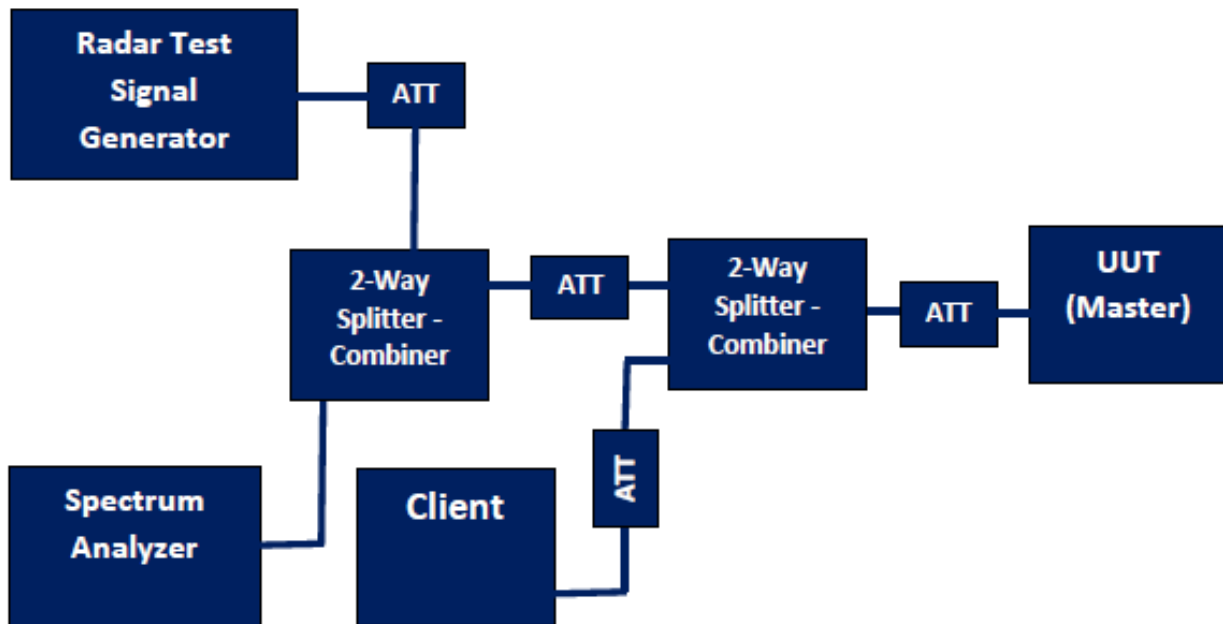 Radar Test
Signal
Generator
ATT
2-Way
Splitter -
Combiner
ATT
2-Way
Splitter -
Combiner
ATT
UUT
(Master)
ATT
Spectrum
Analyzer
Client